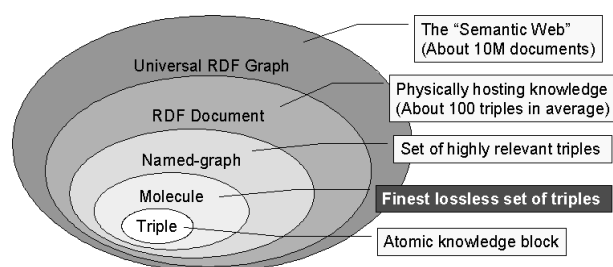 The “Semantic Web”
(About 10M documents)
Universal RDF Graph
Physically hosting knowledge
(About 100 triples in average)
RDF Document
Named-graph
Set of highly relevant triples
Molecule
Finest lossless set of triples
Triple
Atomic knowledge block